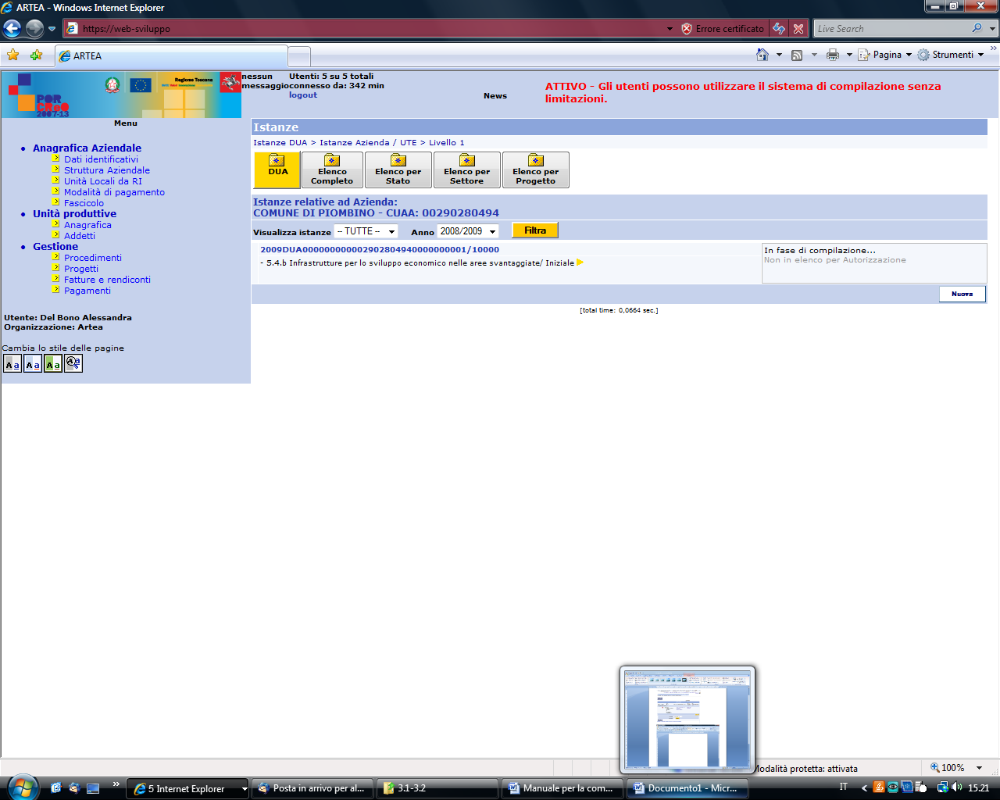 ARTEA - Windows Internet Explorer
https://web-sviluppo
Errore certificato
Live Search
ARTEA
Pagina
Strumenti
POR
CReO
2007-13
Regione Toscana
nessun
messaggio
Utenti: 5 su 5 totali
connesso da: 342 min
logout
News
ATTIVO - Gli utenti possono utilizzare il sistema di compilazione senza
limitazioni.
Menu
Anagrafica Aziendale
Dati identificativi
Struttura Aziendale
Unità Locali da RI
Modalità di pagamento
Fascicolo
Unità produttive
Anagrafica
Addetti
Gestione
Procedimenti
Progetti
Fatture e rendiconti
Pagamenti
Utente: Del Bono Alessandra
Organizzazione: Artea
Cambia lo stile delle pagine
Aa Aa Aa Aa
Istanze
Istanze DUA > Istanze Azienda / UTE > Livello 1
DUA
Elenco
Completo
Elenco per
Stato
Elenco per
Settore
Elenco per
Progetto
Istanze relative ad Azienda:
COMUNE DI PIOMBINO - CUAA: 00290280494
Visualizza istanze -- TUTTE -- Anno 2008/2009 Filtra
2009DUA0000000000029028049400000000001/10000
- 5.4.b Infrastrutture per lo sviluppo economico nelle aree svantaggiate/ Iniziale
In fase di compilazione...
Non in elenco per Autorizzazione
Nuova
[total time: 0,0664 sec.]
Modalità protetta: attivata
100%
5 Internet Explorer
Posta in arrivo per al...
3.1-3.2
Manuale per la com...
Documento1 - Micr...
IT
15.21